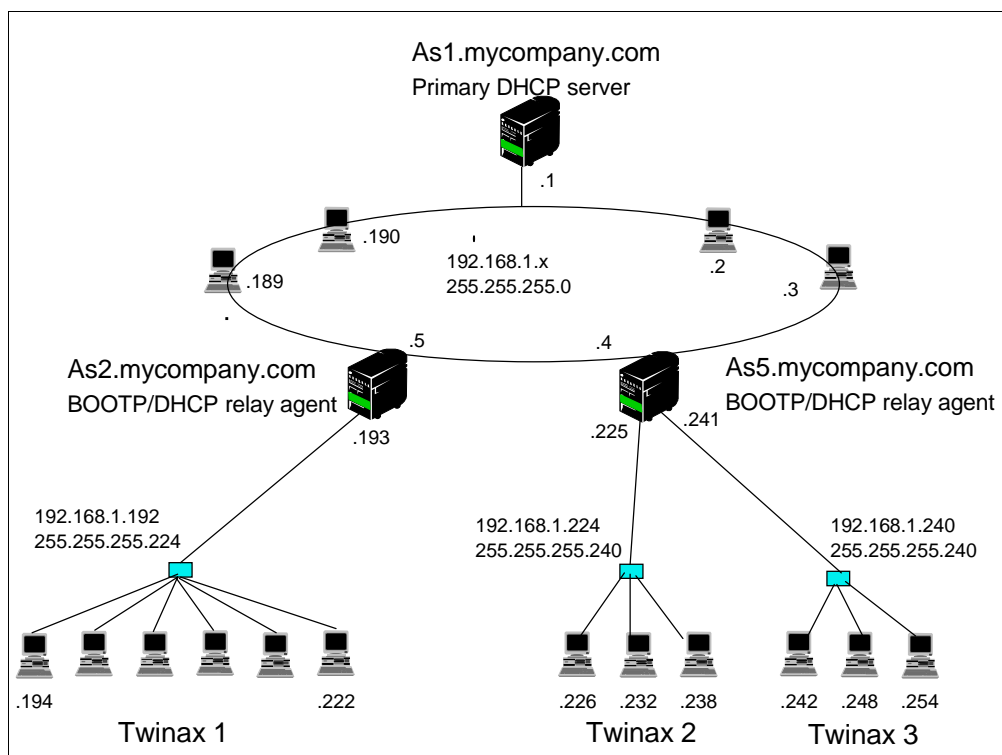 As1.mycompany.com
Primary DHCP server
.1
.190
.189
192.168.1.x
255.255.255.0
.2
.3
.5
.4
As2.mycompany.com
BOOTP/DHCP relay agent
As5.mycompany.com
BOOTP/DHCP relay agent
.193
.225
.241
192.168.1.192
255.255.255.224
192.168.1.224
255.255.255.240
192.168.1.240
255.255.255.240
.194
.222
.226
.232
.238
.242
.248
.254
Twinax 1
Twinax 2
Twinax 3